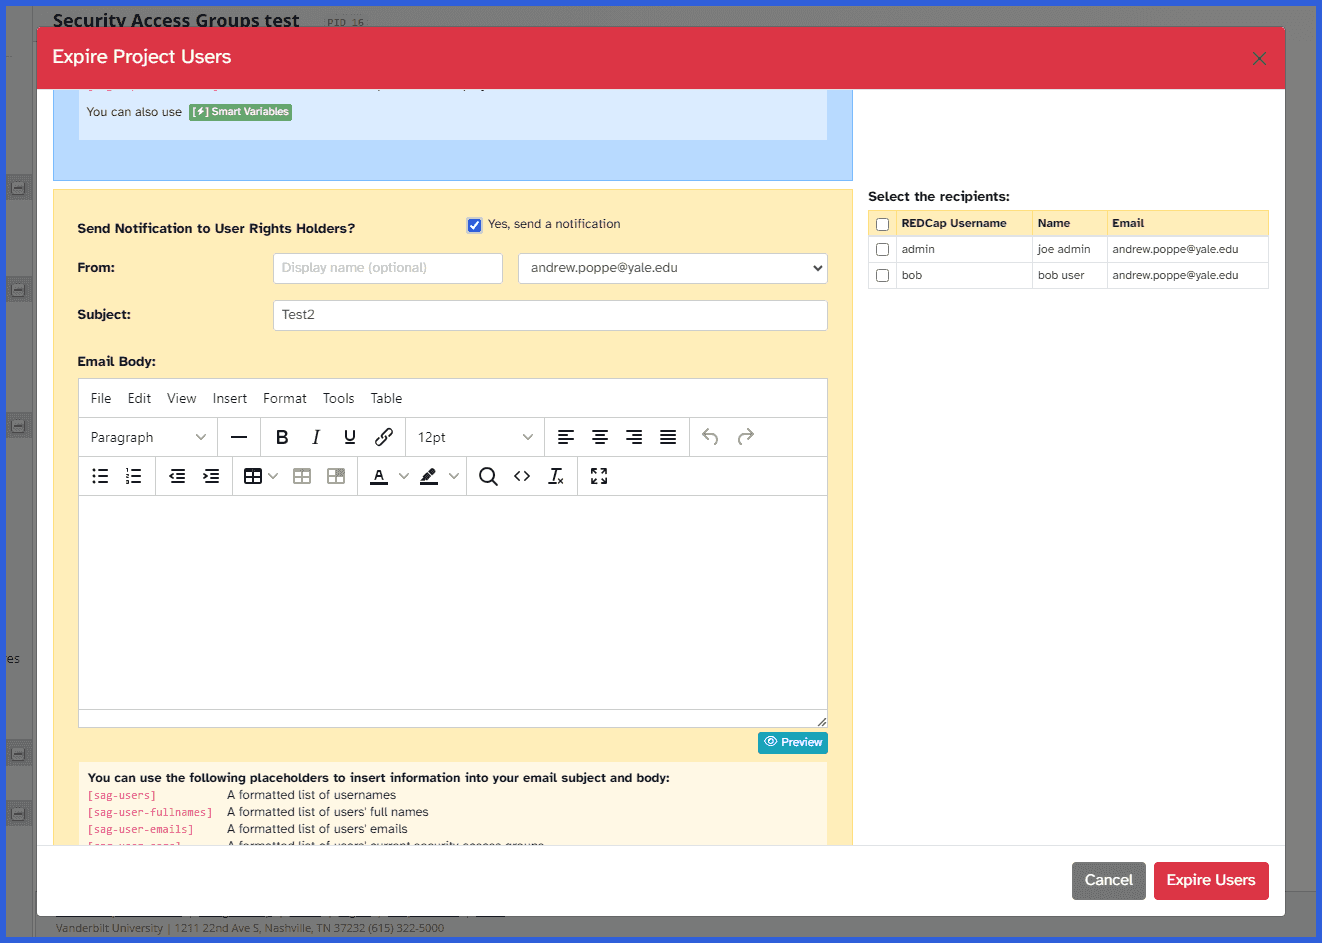 Security Access Groups test PID 16
Expire Project Users
You can also use [⚡] Smart Variables
Send Notification to User Rights Holders? Yes, send a notification
From: Display name (optional) andrew.poppe@yale.edu
Subject: Test2
Email Body:
File Edit View Insert Format Tools Table
Paragraph B I U 12pt
A
Preview
You can use the following placeholders to insert information into your email subject and body:
[sag-users] A formatted list of usernames
[sag-user-fullnames] A formatted list of users' full names
[sag-user-emails] A formatted list of users' emails
A formatted list of users' current security access groups
Select the recipients:
REDCap Username Name Email
admin joe admin andrew.poppe@yale.edu
bob bob user andrew.poppe@yale.edu
Cancel Expire Users
es
Vanderbilt University | 1211 22nd Ave S, Nashville, TN 37232 (615) 322-5000